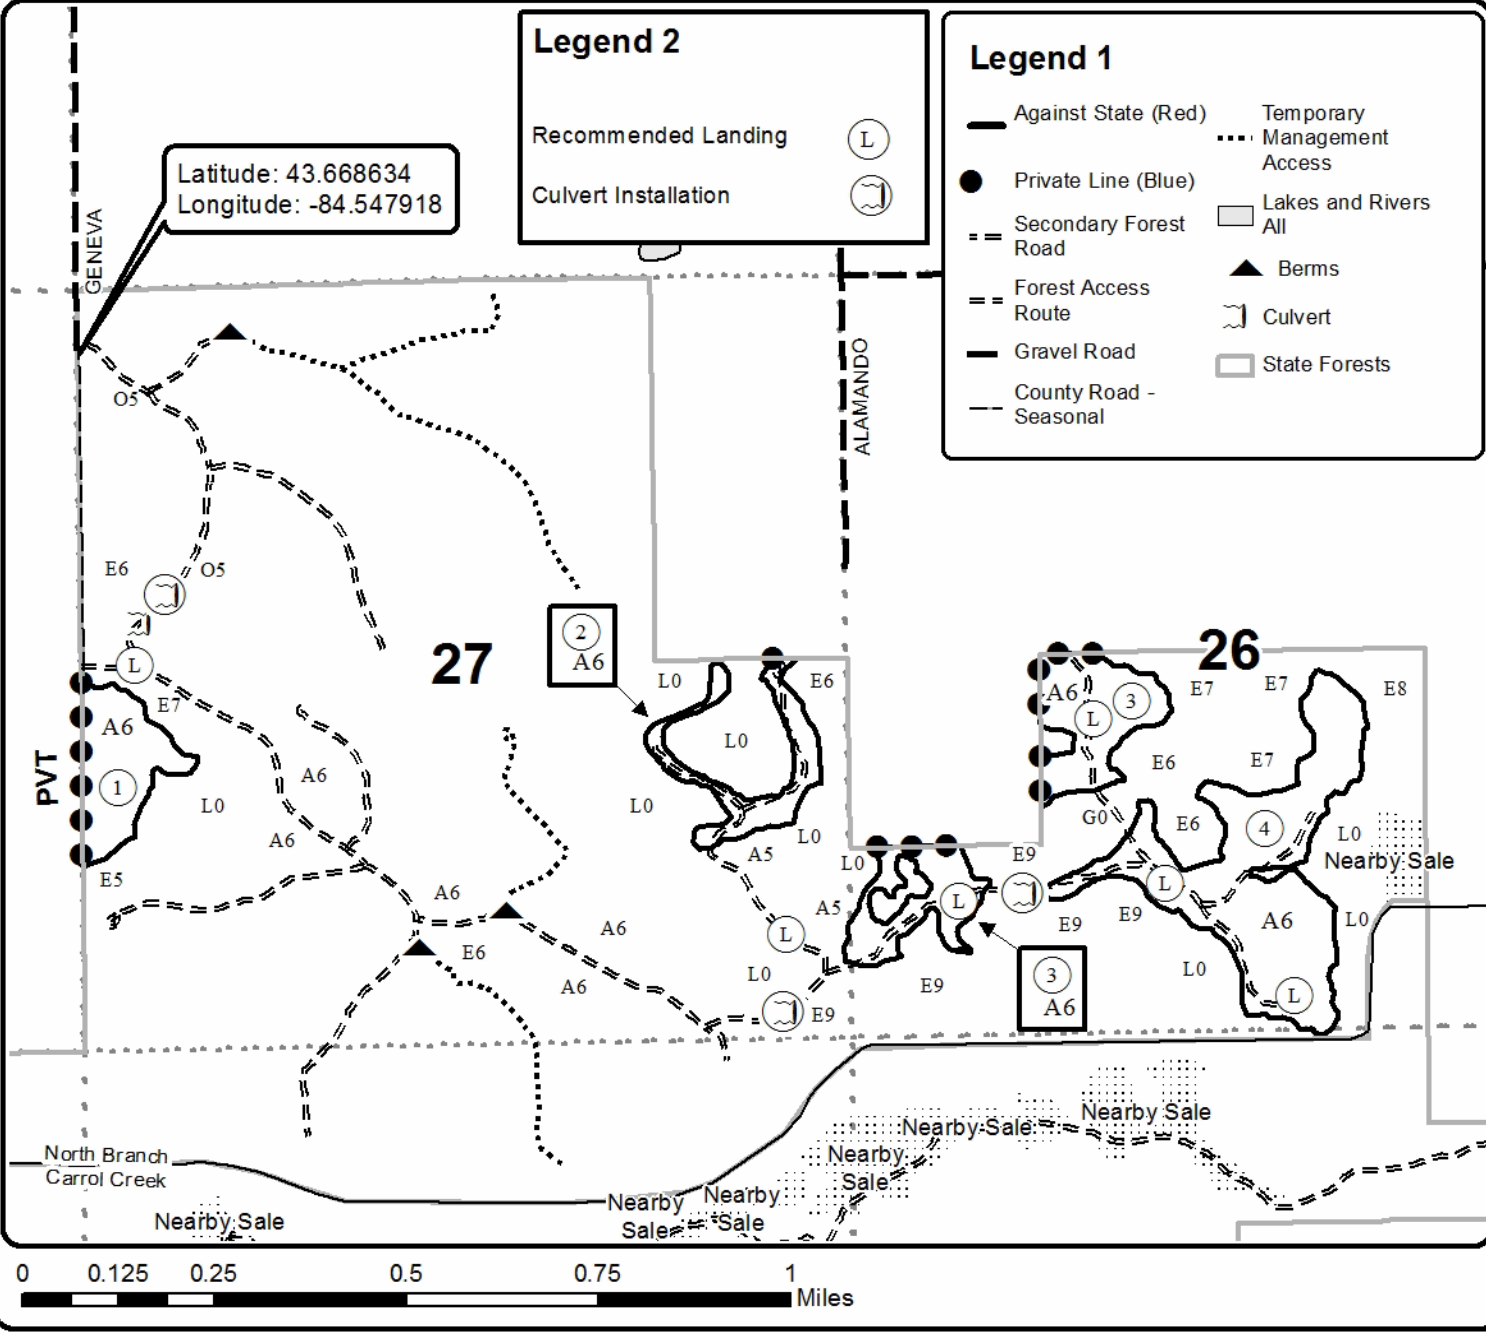 Legend 2
Recommended Landing
L
Culvert Installation
Legend 1
Against State (Red)
Private Line (Blue)
Secondary Forest
Road
Forest Access
Route
Gravel Road
County Road -
Seasonal
Temporary
Management
Access
Lakes and Rivers
All
Berms
Culvert
State Forests
Latitude: 43.668634
Longitude: -84.547918
GENEVA
ALAMANDO
O5
E6
O5
L
E7
A6
1
PVT
L0
E5
27
2
A6
A6
A6
A6
E6
A6
A6
L0
E6
L0
L0
L0
A5
L0
A5
L
L0
E9
L
E9
E9
3
A6
E9
E9
26
A6
3
L
E7
E7
E8
E6
E7
G0
E6
4
L0
L
A6
L0
L0
L
Nearby Sale
Nearby Sale
Nearby Sale
Nearby
Sale
Nearby
Sale
Nearby
Sale
Nearby Sale
North Branch
Carrol Creek
0 0.125 0.25 0.5 0.75 1
Miles